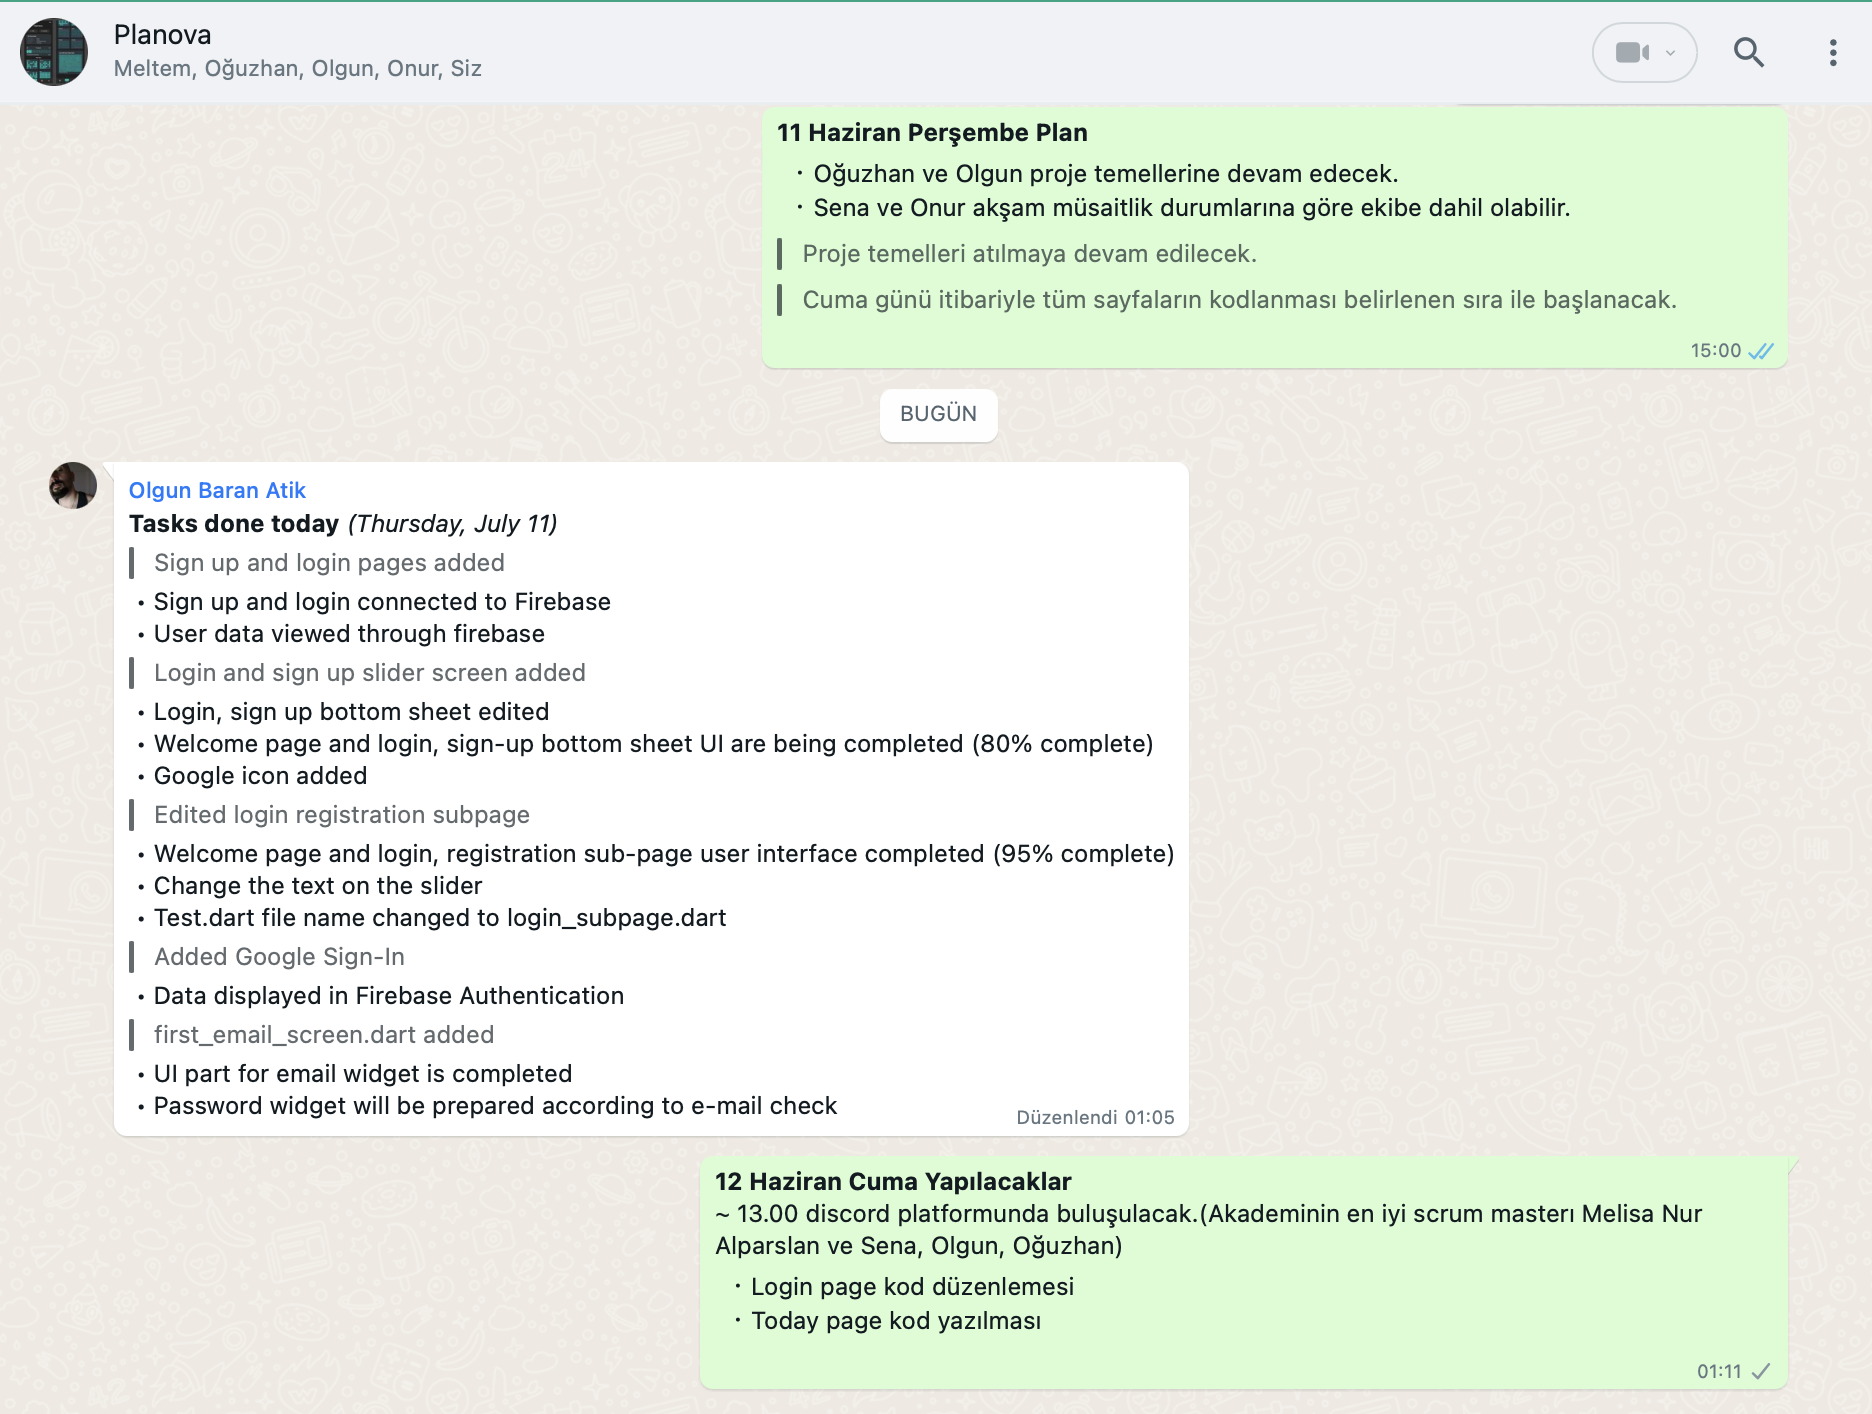 Planova
Meltem, Oğuzhan, Olgun, Onur, Siz
11 Haziran Perşembe Plan
· Oğuzhan ve Olgun proje temellerine devam edecek.
· Sena ve Onur akşam müsaitlik durumlarına göre ekibe dahil olabilir.
Proje temelleri atılmaya devam edilecek.
Cuma günü itibariyle tüm sayfaların kodlanması belirlenen sıra ile başlanacak.
15:00
BUGÜN
Olgun Baran Atik
Tasks done today (Thursday, July 11)
Sign up and login pages added
• Sign up and login connected to Firebase
• User data viewed through firebase
Login and sign up slider screen added
• Login, sign up bottom sheet edited
• Welcome page and login, sign-up bottom sheet UI are being completed (80% complete)
• Google icon added
Edited login registration subpage
• Welcome page and login, registration sub-page user interface completed (95% complete)
• Change the text on the slider
• Test.dart file name changed to login_subpage.dart
Added Google Sign-In
• Data displayed in Firebase Authentication
first_email_screen.dart added
• UI part for email widget is completed
• Password widget will be prepared according to e-mail check
Düzenlendi 01:05
12 Haziran Cuma Yapılacaklar
~ 13.00 discord platformunda buluşulacak.(Akademinin en iyi scrum masterı Melisa Nur
Alparslan ve Sena, Olgun, Oğuzhan)
· Login page kod düzenlemesi
· Today page kod yazılması
01:11